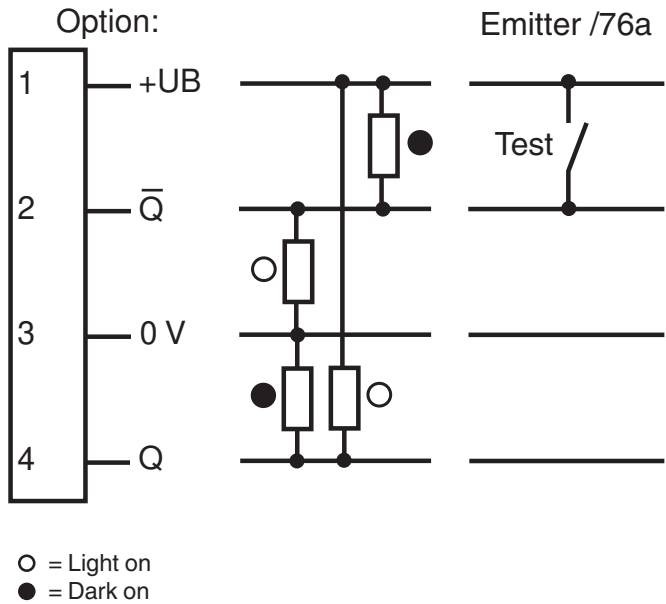 Option:
Emitter /76a
1 +UB
Test
2 Q̅
3 0 V
4 Q
= Light on
= Dark on